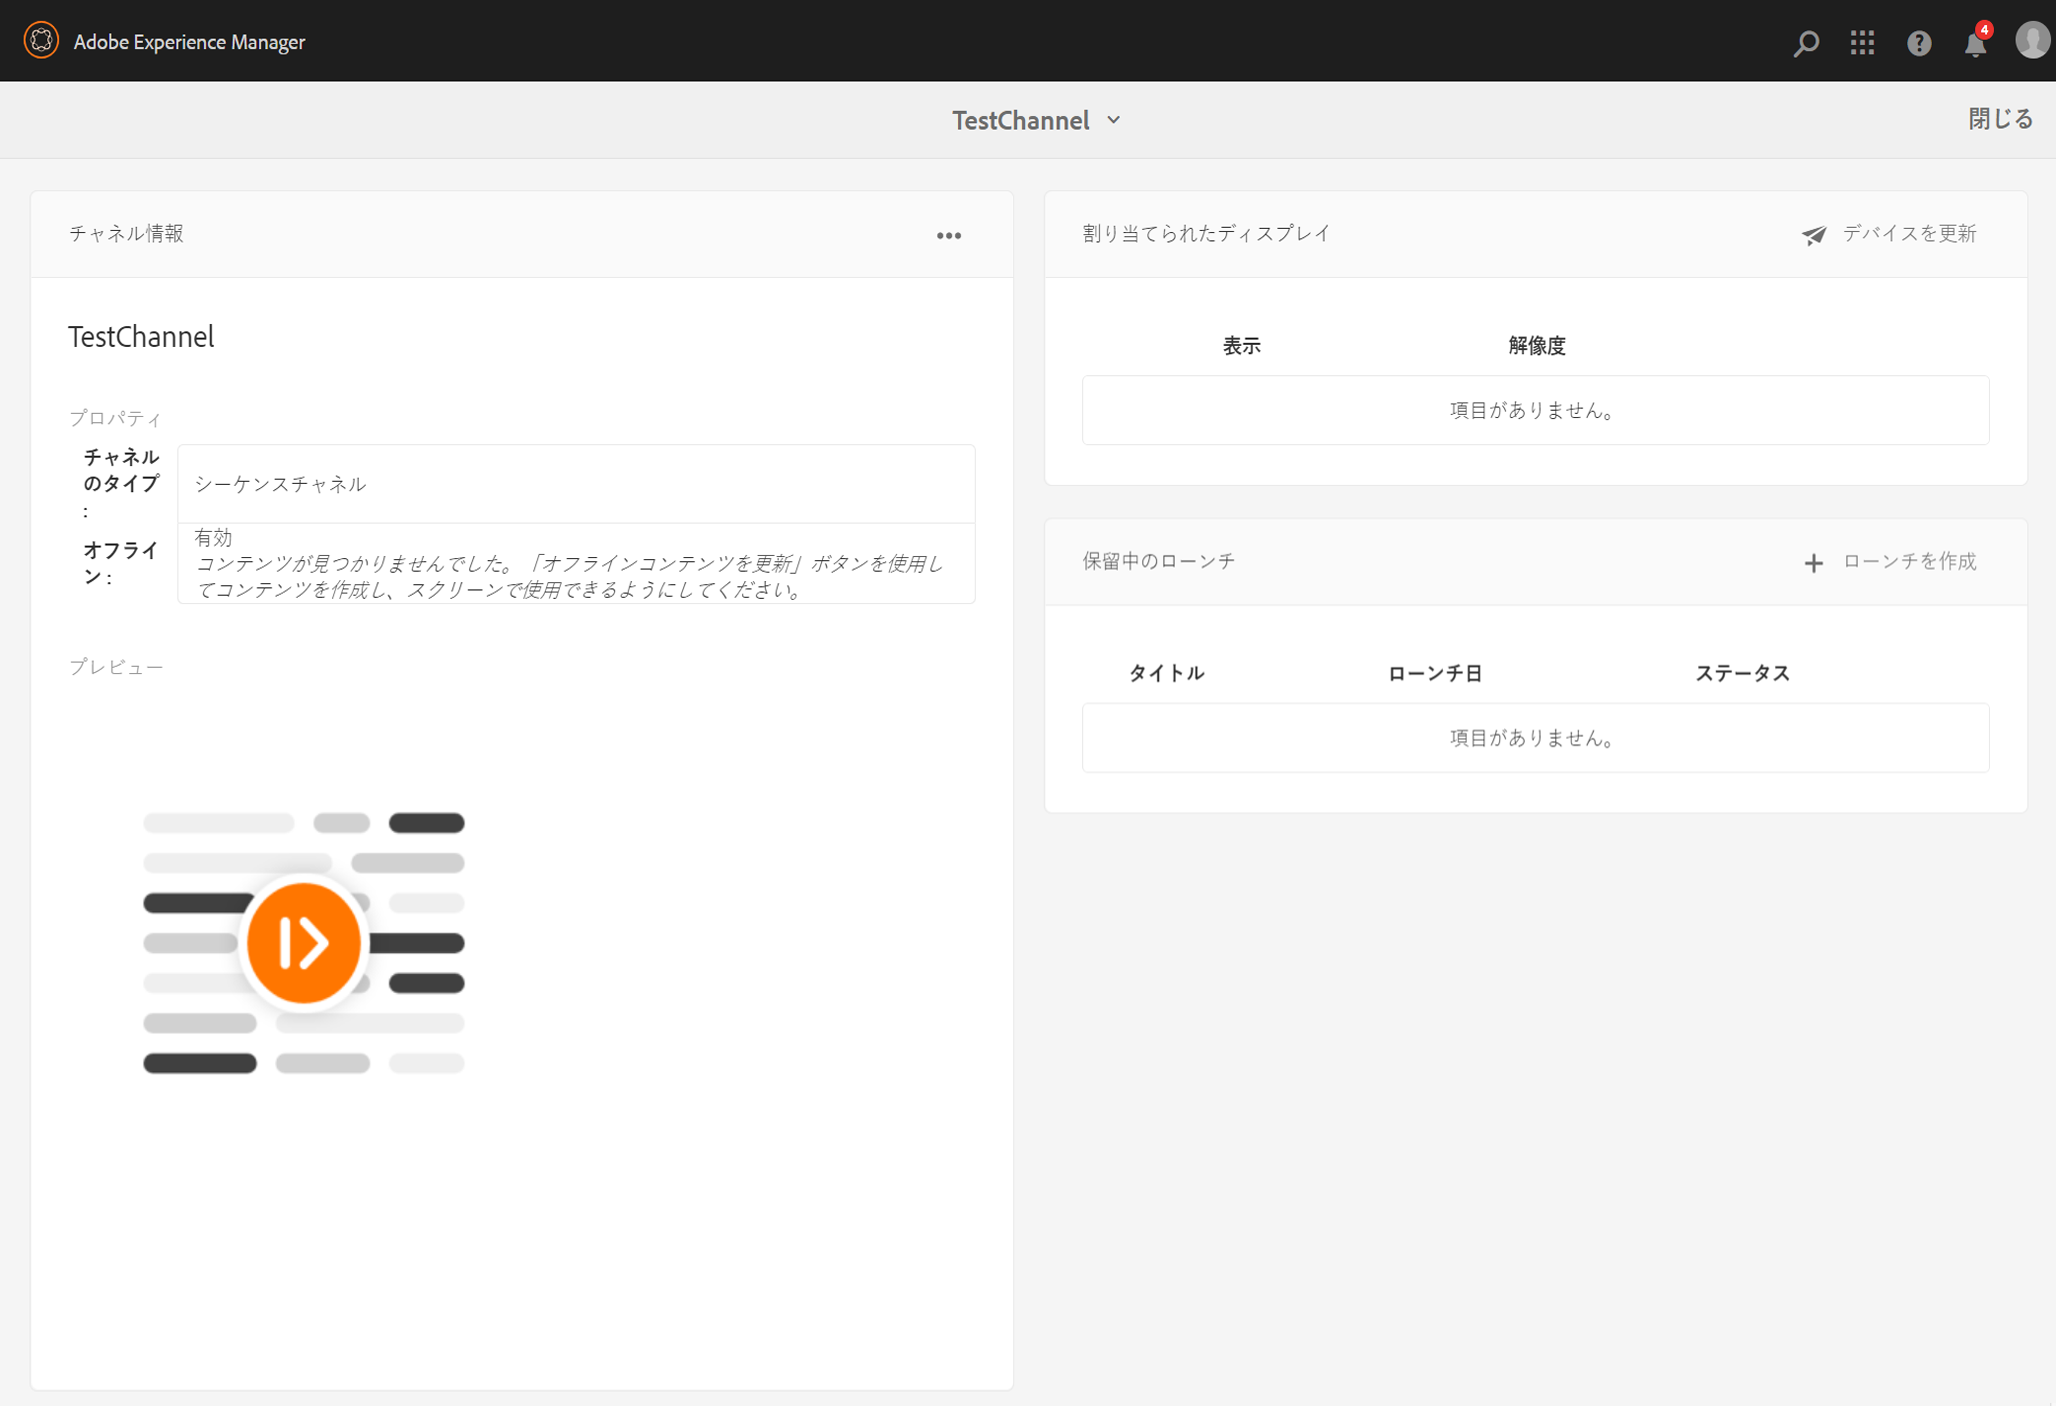 Adobe Experience Manager
4
TestChannel
閉じる
チャネル情報
TestChannel
プロパティ
チャネル
のタイプ
:
シーケンスチャネル
オフライ
ン:
有効
コンテンツが見つかりませんでした。「オフラインコンテンツを更新」ボタンを使用し
てコンテンツを作成し、スクリーンで使用できるようにしてください。
プレビュー
割り当てられたディスプレイ
デバイスを更新
表示 解像度
項目がありません。
保留中のローンチ
ローンチを作成
タイトル ローンチ日 ステータス
項目がありません。